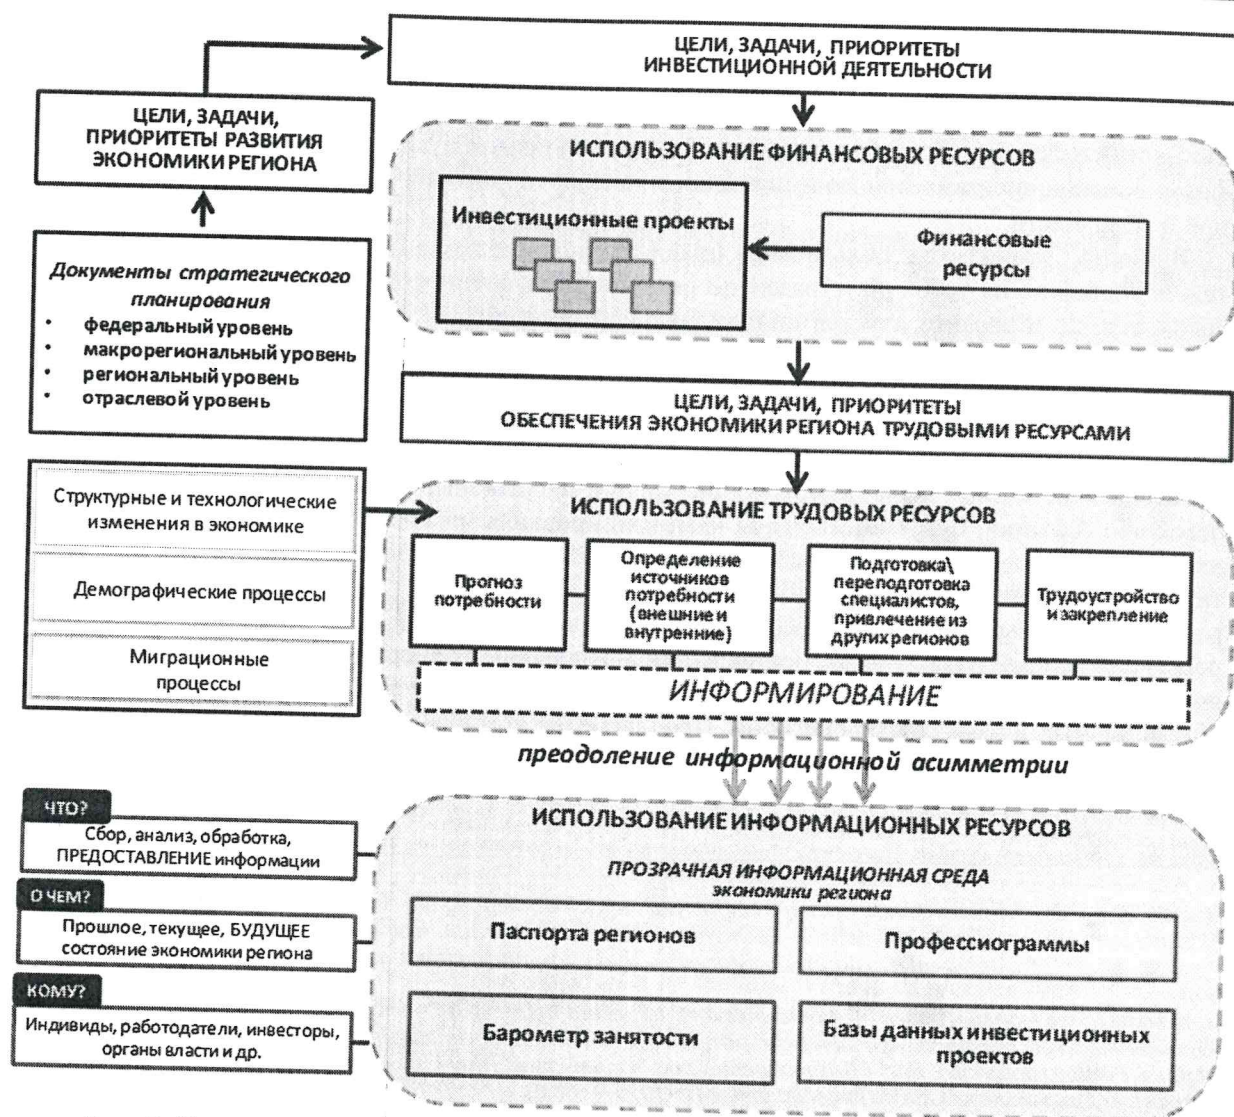 ЦЕЛИ, ЗАДАЧИ, ПРИОРИТЕТЫ
ИНВЕСТИЦИОННОЙ ДЕЯТЕЛЬНОСТИ
ЦЕЛИ, ЗАДАЧИ,
ПРИОРИТЕТЫ РАЗВИТИЯ
ЭКОНОМИКИ РЕГИОНА
ИСПОЛЬЗОВАНИЕ ФИНАНСОВЫХ РЕСУРСОВ
Инвестиционные проекты
Финансовые
ресурсы
Документы стратегического
планирования
• федеральный уровень
• макрорегиональный уровень
• региональный уровень
• отраслевой уровень
ЦЕЛИ, ЗАДАЧИ, ПРИОРИТЕТЫ
ОБЕСПЕЧЕНИЯ ЭКОНОМИКИ РЕГИОНА ТРУДОВЫМИ РЕСУРСАМИ
Структурные и технологические
изменения в экономике
Демографические процессы
Миграционные
процессы
ИСПОЛЬЗОВАНИЕ ТРУДОВЫХ РЕСУРСОВ
Прогноз
потребности
Определение
источников
потребности
(внешние и
внутренние)
Подготовка\
переподготовка
специалистов,
привлечение из
других регионов
Трудоустройство
и закрепление
ИНФОРМИРОВАНИЕ
преодоление информационной асимметрии
ЧТО?
Сбор, анализ, обработка,
ПРЕДОСТАВЛЕНИЕ информации
О ЧЕМ?
Прошлое, текущее, БУДУЩЕЕ
состояние экономики региона
КОМУ?
Индивиды, работодатели, инвесторы,
органы власти и др.
ИСПОЛЬЗОВАНИЕ ИНФОРМАЦИОННЫХ РЕСУРСОВ
ПРОЗРАЧНАЯ ИНФОРМАЦИОННАЯ СРЕДА
экономики региона
Паспорта регионов
Профессиограммы
Барометр занятости
Базы данных инвестиционных
проектов